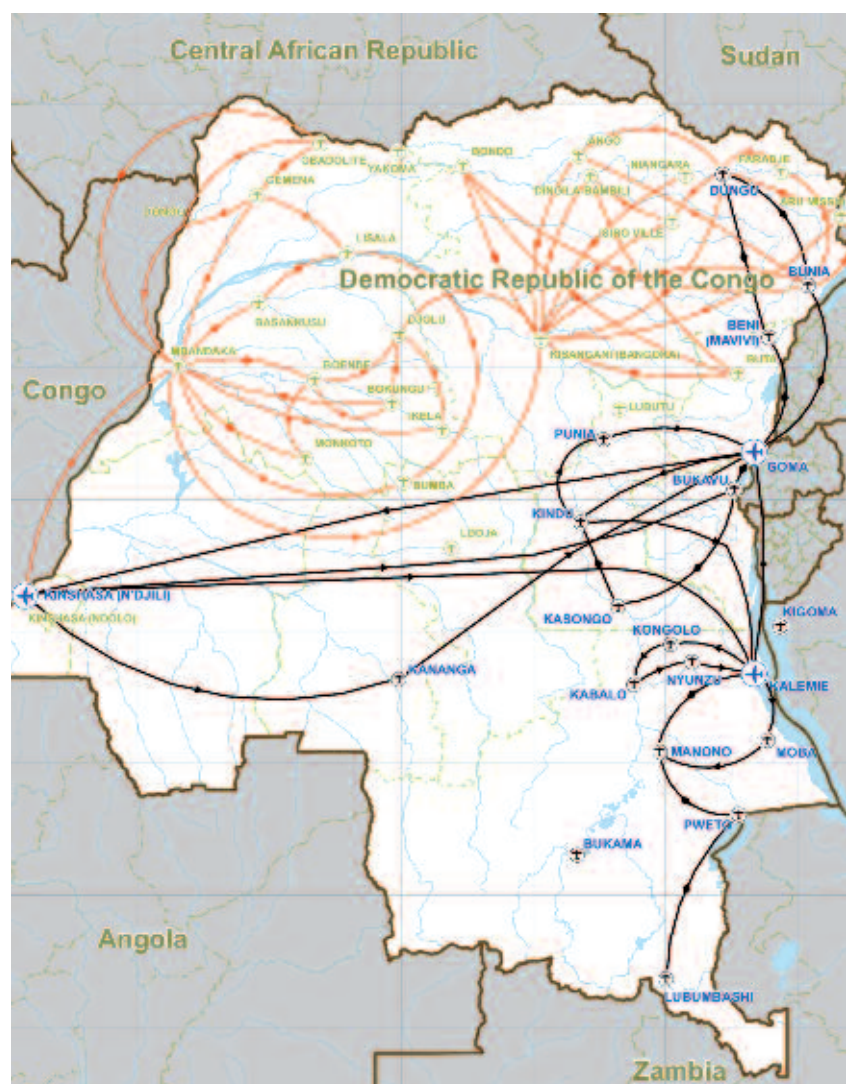 Central African Republic
Sudan
ANGO
BONDO
GBADOLITE
YAKOMA
NIANGARA
FARADJE
GEMENA
DINGILA BAMBILI
DUNGU
ISIRO VILLE
LISALA
Democratic Republic of the Congo
BUNIA
BASANKUSU
DJOLU
BENI
(MAVIVI)
MBANDAKA
KISANGANI (BANGOKA)
BOENDE
BUTA
Congo
BOKUNGU
IKELA
LUBUTU
PUNIA
MONKOTO
GOMA
BUMBA
BUKAVU
KINDU
LODJA
KINSHASA (N'DJILI)
KINSHASA (NDOLO)
KASONGO
KIGOMA
KONGOLO
KANANGA
NYUNZU
KALEMIE
KABALO
MANONO
MOBA
PWETO
BUKAMA
Angola
LUBUMBASHI
Zambia